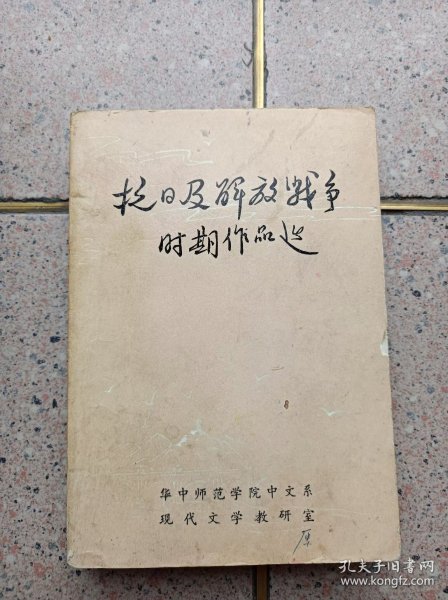 抗日及解放战争
时期作品选
华中师范学院中文系
现代文学教研室
孔夫子旧书网
www.kongfz.com